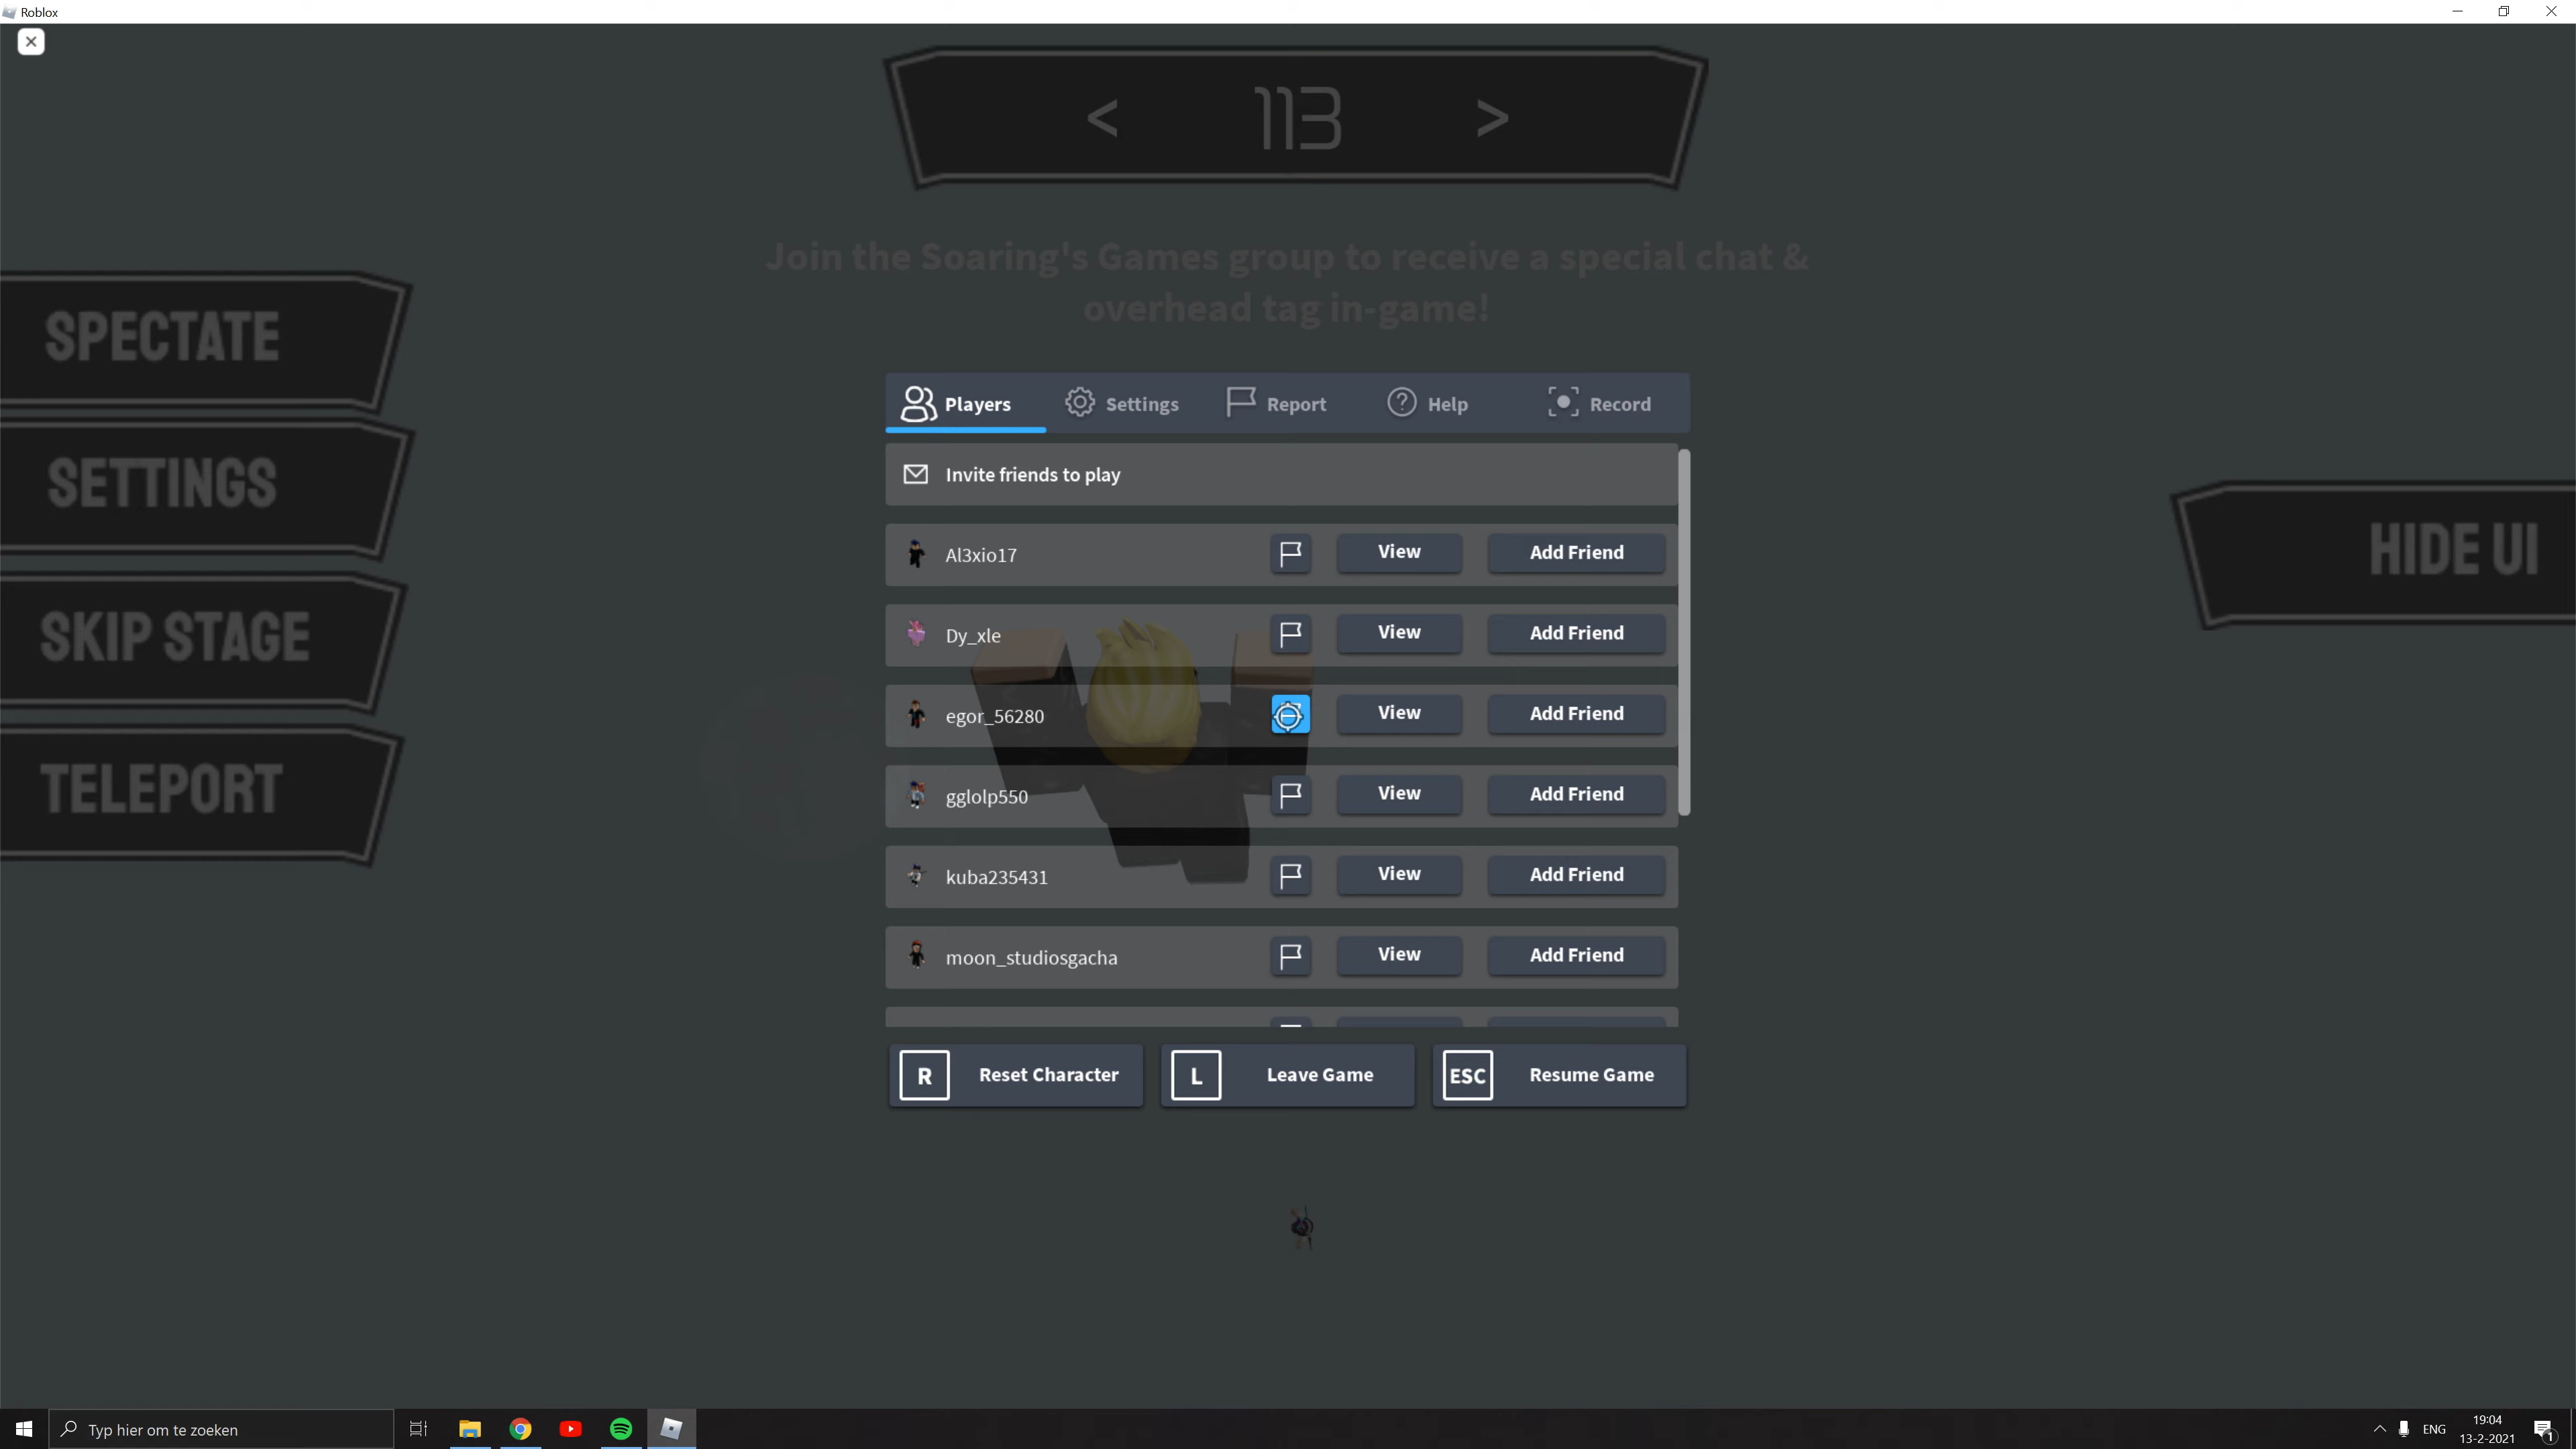 Roblox
< 113 >
Join the Soaring's Games group to receive a special chat &
overhead tag in-game!
SPECTATE
SETTINGS
SKIP STAGE
TELEPORT
HIDE UI
Players Settings Report Help Record
Invite friends to play
Al3xio17 View Add Friend
Dy_xle View Add Friend
egor_56280 View Add Friend
gglolp550 View Add Friend
kuba235431 View Add Friend
moon_studiosgacha View Add Friend
R Reset Character L Leave Game ESC Resume Game
Typ hier om te zoeken
ENG
19:04
13-2-2021
1